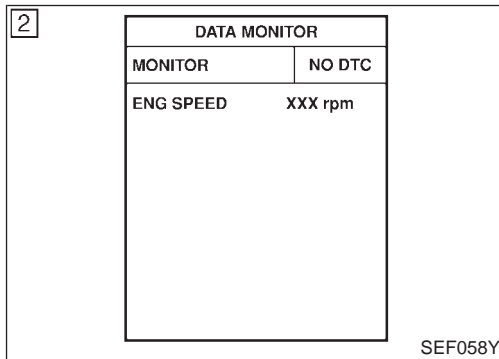 2
DATA MONITOR
MONITOR NO DTC
ENG SPEED XXX rpm
SEF058Y